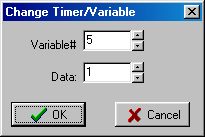 Change Timer/Variable
Variable# 5
Data: 1
OK Cancel